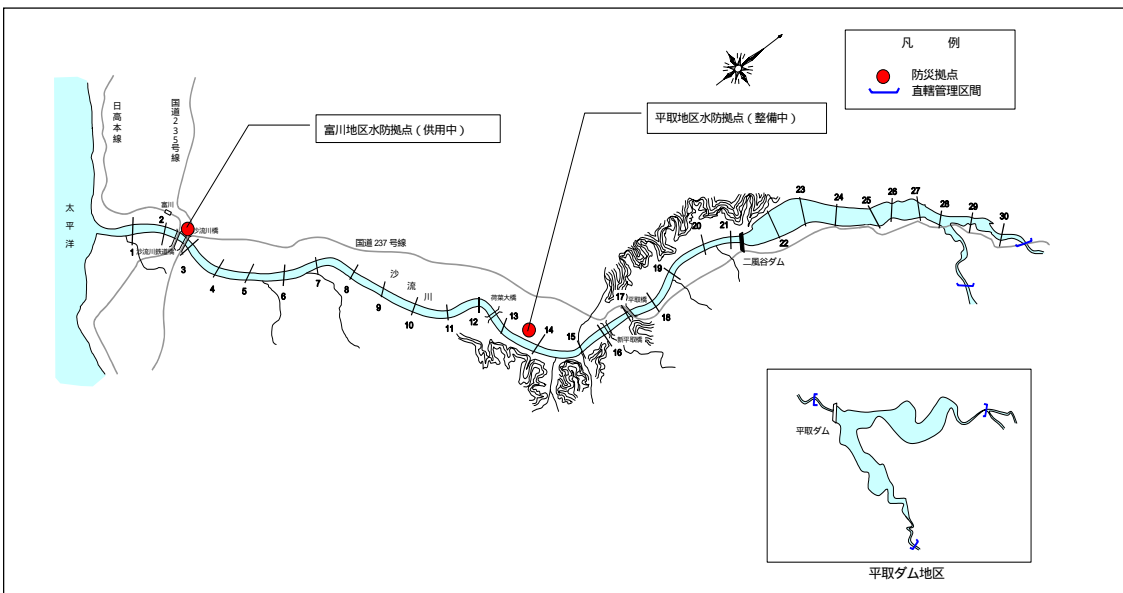 凡 例
防災拠点
直轄管理区間
日高本線
国道235号線
富川地区水防拠点（供用中）
平取地区水防拠点（整備中）
太平洋
富川
沙流川橋
沙流川鉄道橋
国道237号線
沙流川
荷菜大橋
平取橋
新平取橋
二風谷ダム
1
2
3
4
5
6
7
8
9
10
11
12
13
14
15
16
17
18
19
20
21
22
23
24
25
26
27
28
29
30
平取ダム
平取ダム地区